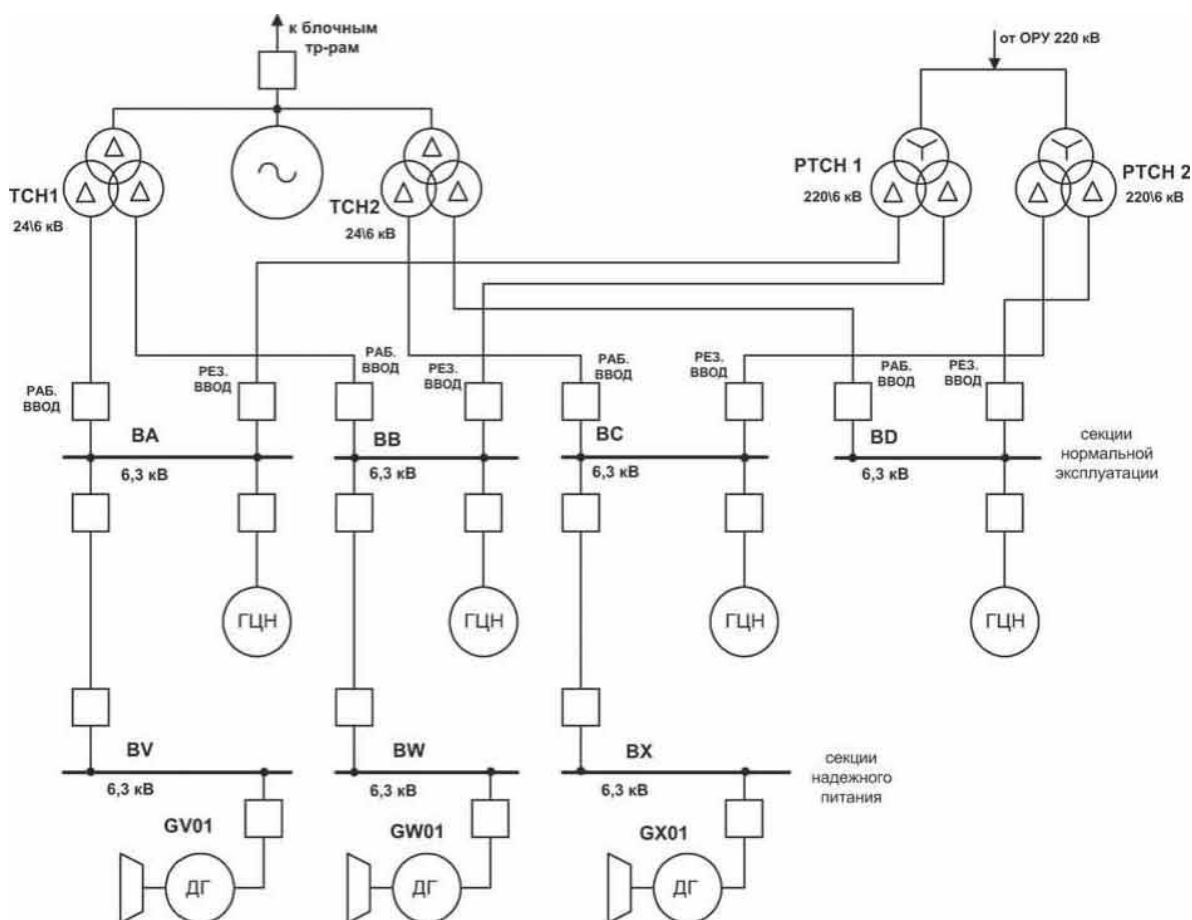 к блочным
тр-рам
от ОРУ 220 кВ
ТСН1
24\6 кВ
ТСН2
24\6 кВ
РТСН 1
220\6 кВ
РТСН 2
220\6 кВ
РАБ.
ВВОД
РЕЗ.
ВВОД
РАБ.
ВВОД
РЕЗ.
ВВОД
РАБ.
ВВОД
РЕЗ.
ВВОД
РАБ.
ВВОД
РЕЗ.
ВВОД
BA
6,3 кВ
BB
6,3 кВ
BC
6,3 кВ
BD
6,3 кВ
секции
нормальной
эксплуатации
ГЦН
ГЦН
ГЦН
ГЦН
BV
6,3 кВ
BW
6,3 кВ
BX
6,3 кВ
секции
надежного
питания
GV01
ДГ
GW01
ДГ
GX01
ДГ